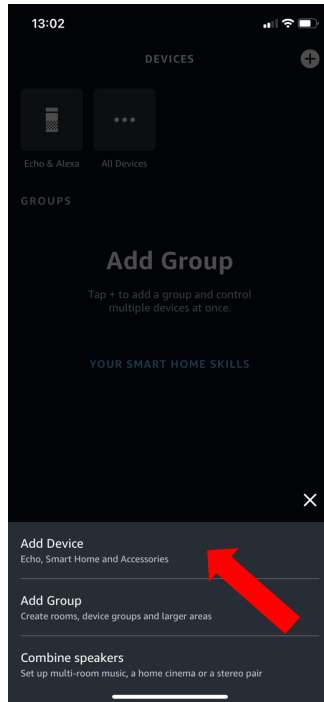 13:02
DEVICES
Echo & Alexa
All Devices
GROUPS
Add Group
Tap + to add a group and control
multiple devices at once.
YOUR SMART HOME SKILLS
Add Device
Echo, Smart Home and Accessories
Add Group
Create rooms, device groups and larger areas
Combine speakers
Set up multi-room music, a home cinema or a stereo pair